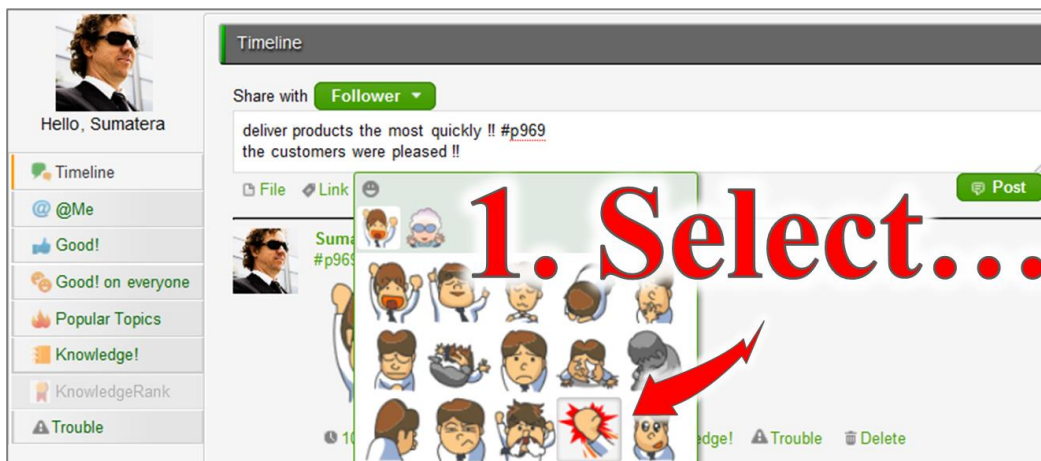 Hello, Sumatera
Timeline
@Me
Good!
Good! on everyone
Popular Topics
Knowledge!
KnowledgeRank
Trouble
Timeline
Share with Follower
deliver products the most quickly !! #p969
the customers were pleased !!
File Link
Post
1. Select...
#p969
Trouble Delete